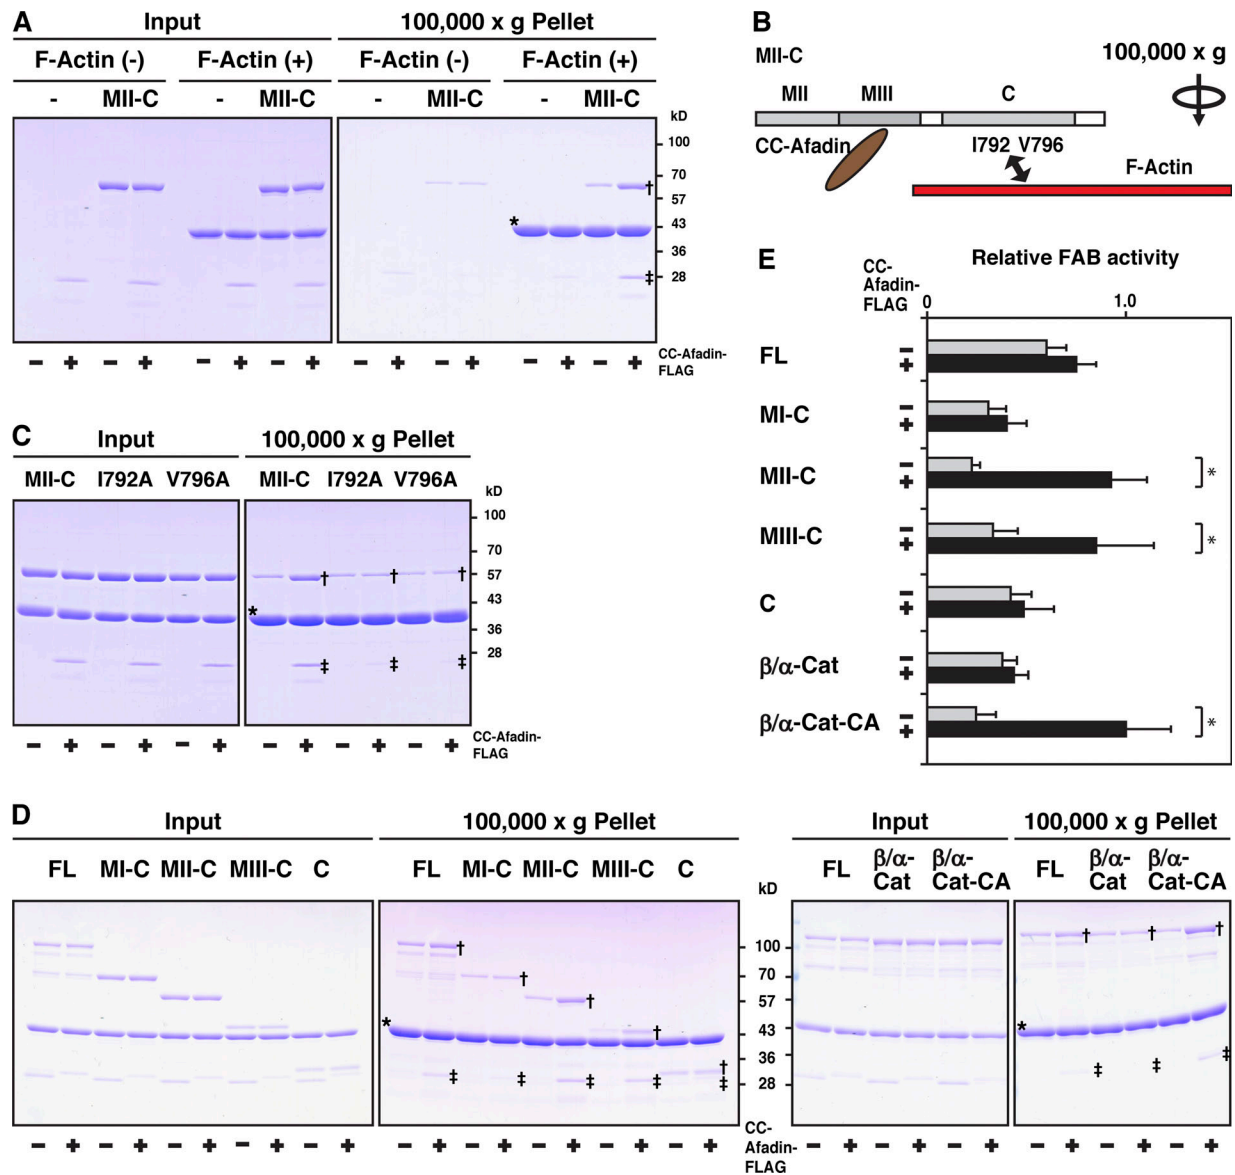 A
Input
100,000 x g Pellet
F-Actin (-)
F-Actin (+)
F-Actin (-)
F-Actin (+)
- MII-C - MII-C - MII-C - MII-C
kD
100
70
57
43
36
28
*
†
‡
− + − + − + − + − + − + − + − +
CC-Afadin-
FLAG
B
MII-C
100,000 x g
MII MIII C
CC-Afadin
I792 V796
F-Actin
C
Input
100,000 x g Pellet
MII-C I792A V796A MII-C I792A V796A
kD
100
70
57
43
36
28
*
† † †
‡ ‡ ‡
− + − + − + − + − + − +
CC-Afadin-
FLAG
E
Relative FAB activity
CC-
Afadin-
FLAG
0 1.0
FL − +
MI-C − +
MII-C − + *
MIII-C − + *
C − +
β/α-Cat − +
β/α-Cat-CA − + *
D
Input
100,000 x g Pellet
FL MI-C MII-C MIII-C C
FL MI-C MII-C MIII-C C
kD
100
70
57
43
36
28
*
† † † † †
‡ ‡ ‡ ‡ ‡
− + − + − + − + − +
− + − + − + − + − +
CC-
Afadin-
FLAG
Input
100,000 x g Pellet
FL β/α- β/α-
Cat Cat-CA
FL β/α- β/α-
Cat Cat-CA
*
† † †
‡ ‡ ‡
− + − + − + − + − + − +